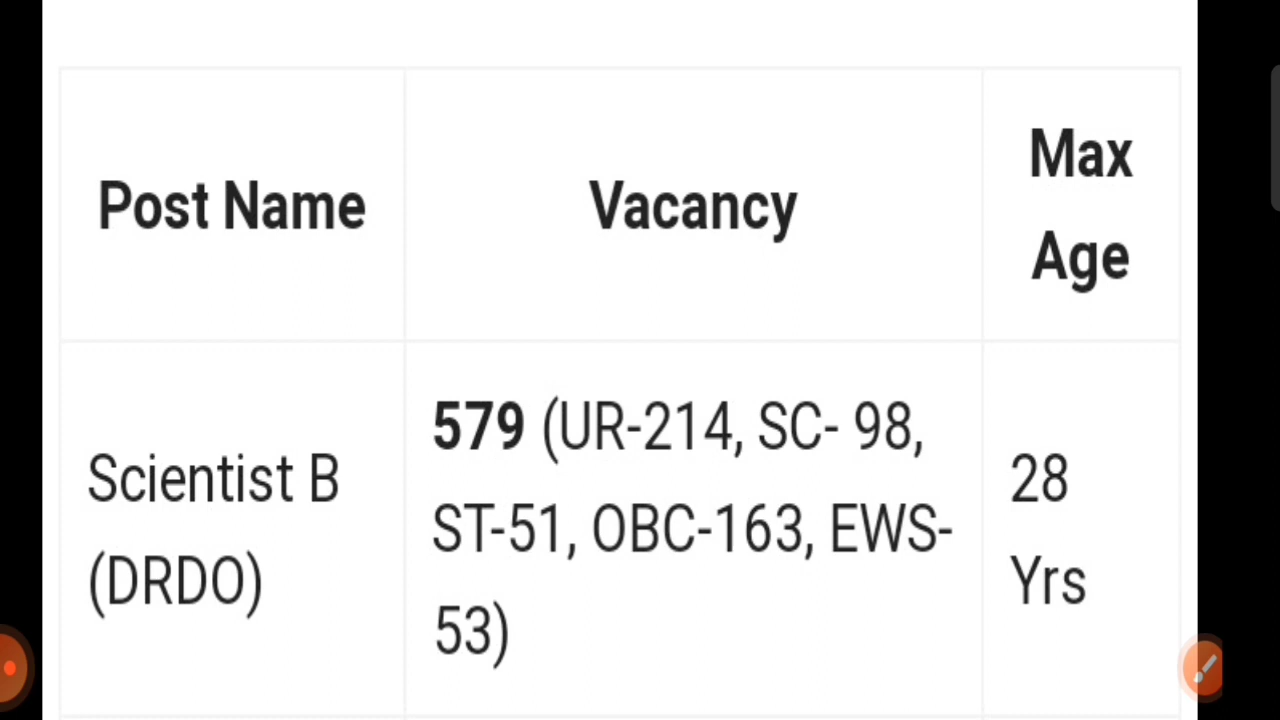 Post Name
Vacancy
Max
Age
Scientist B
(DRDO)
579 (UR-214, SC- 98,
ST-51, OBC-163, EWS-
53)
28
Yrs